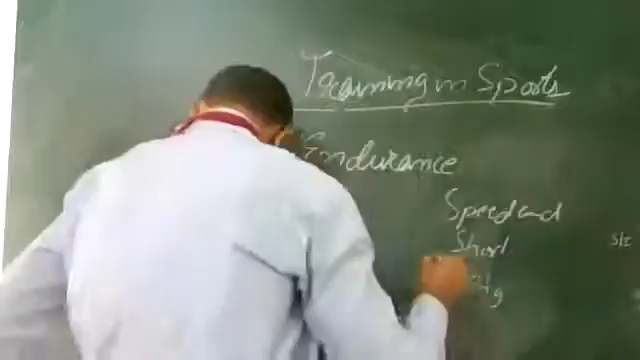 Training in Sports
Endurance
Speed and
Short